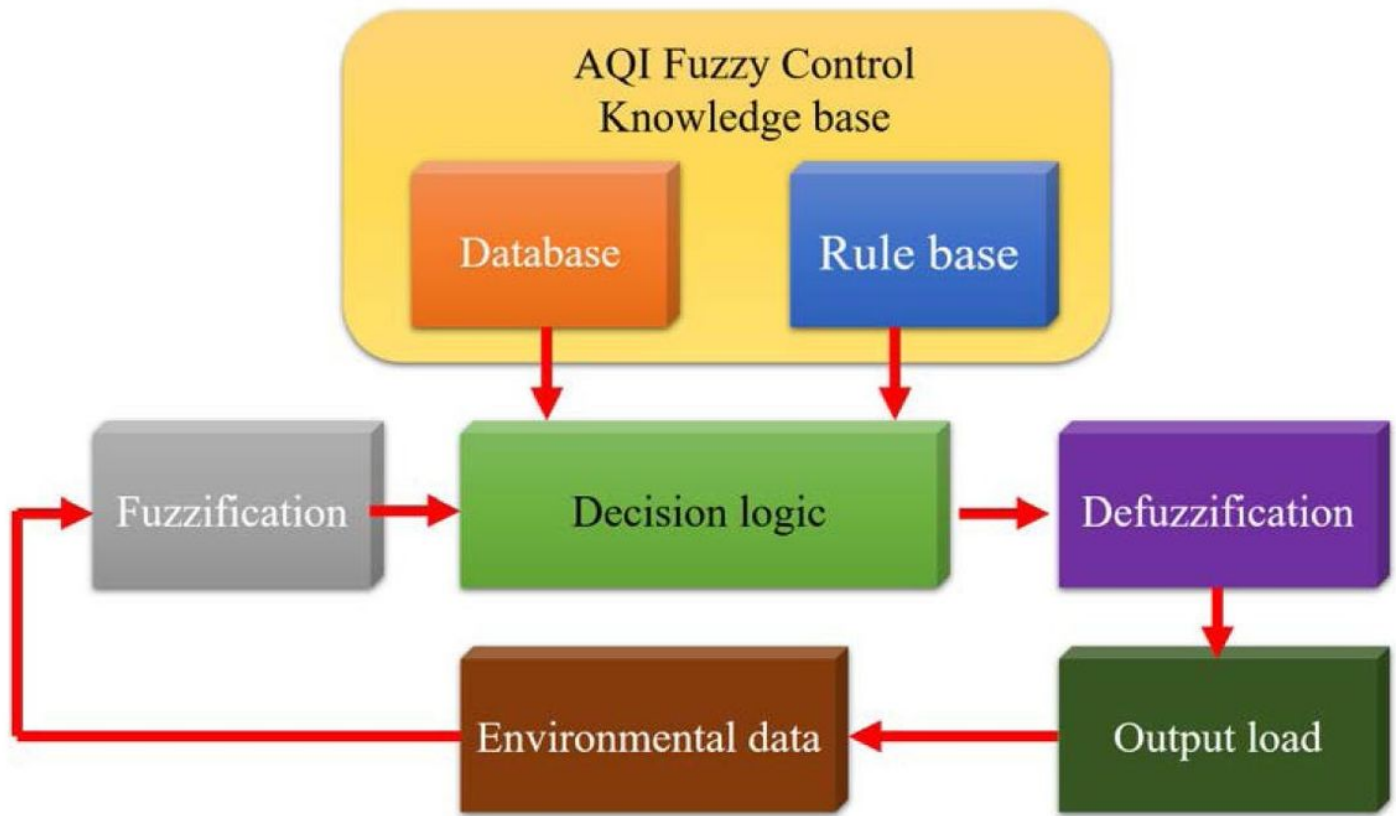 AQI Fuzzy Control
Knowledge base
Database
Rule base
Fuzzification
Decision logic
Defuzzification
Environmental data
Output load